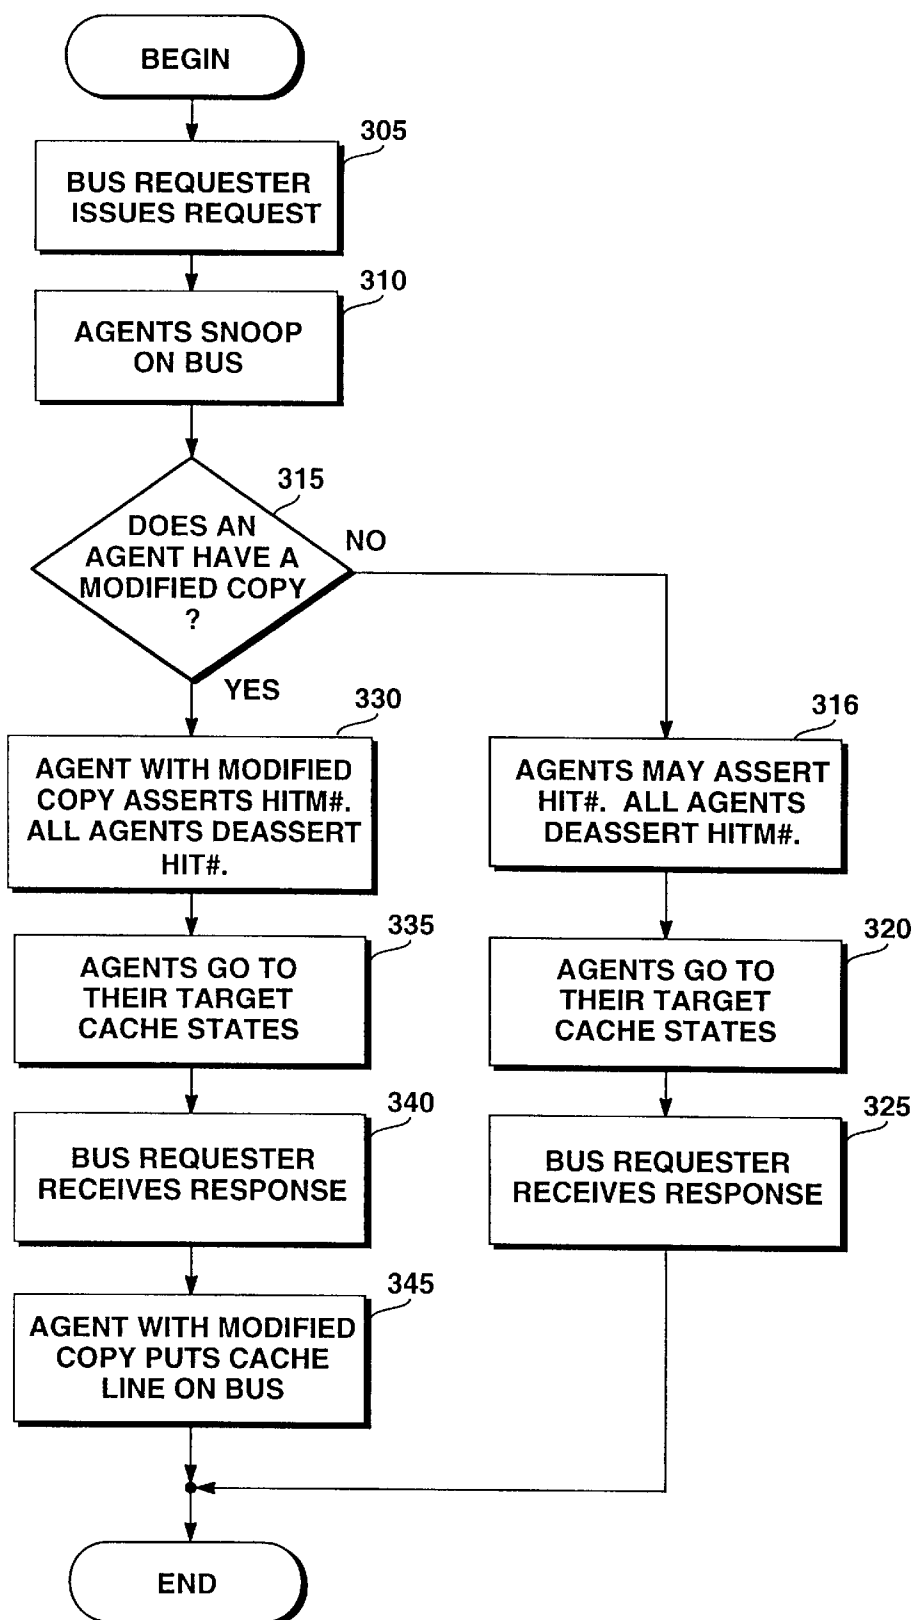 BEGIN
305
BUS REQUESTER
ISSUES REQUEST
310
AGENTS SNOOP
ON BUS
315
DOES AN
AGENT HAVE A
MODIFIED COPY
?
NO
YES
330
AGENT WITH MODIFIED
COPY ASSERTS HITM#.
ALL AGENTS DEASSERT
HIT#.
316
AGENTS MAY ASSERT
HIT#. ALL AGENTS
DEASSERT HITM#.
335
AGENTS GO TO
THEIR TARGET
CACHE STATES
320
AGENTS GO TO
THEIR TARGET
CACHE STATES
340
BUS REQUESTER
RECEIVES RESPONSE
325
BUS REQUESTER
RECEIVES RESPONSE
345
AGENT WITH MODIFIED
COPY PUTS CACHE
LINE ON BUS
END